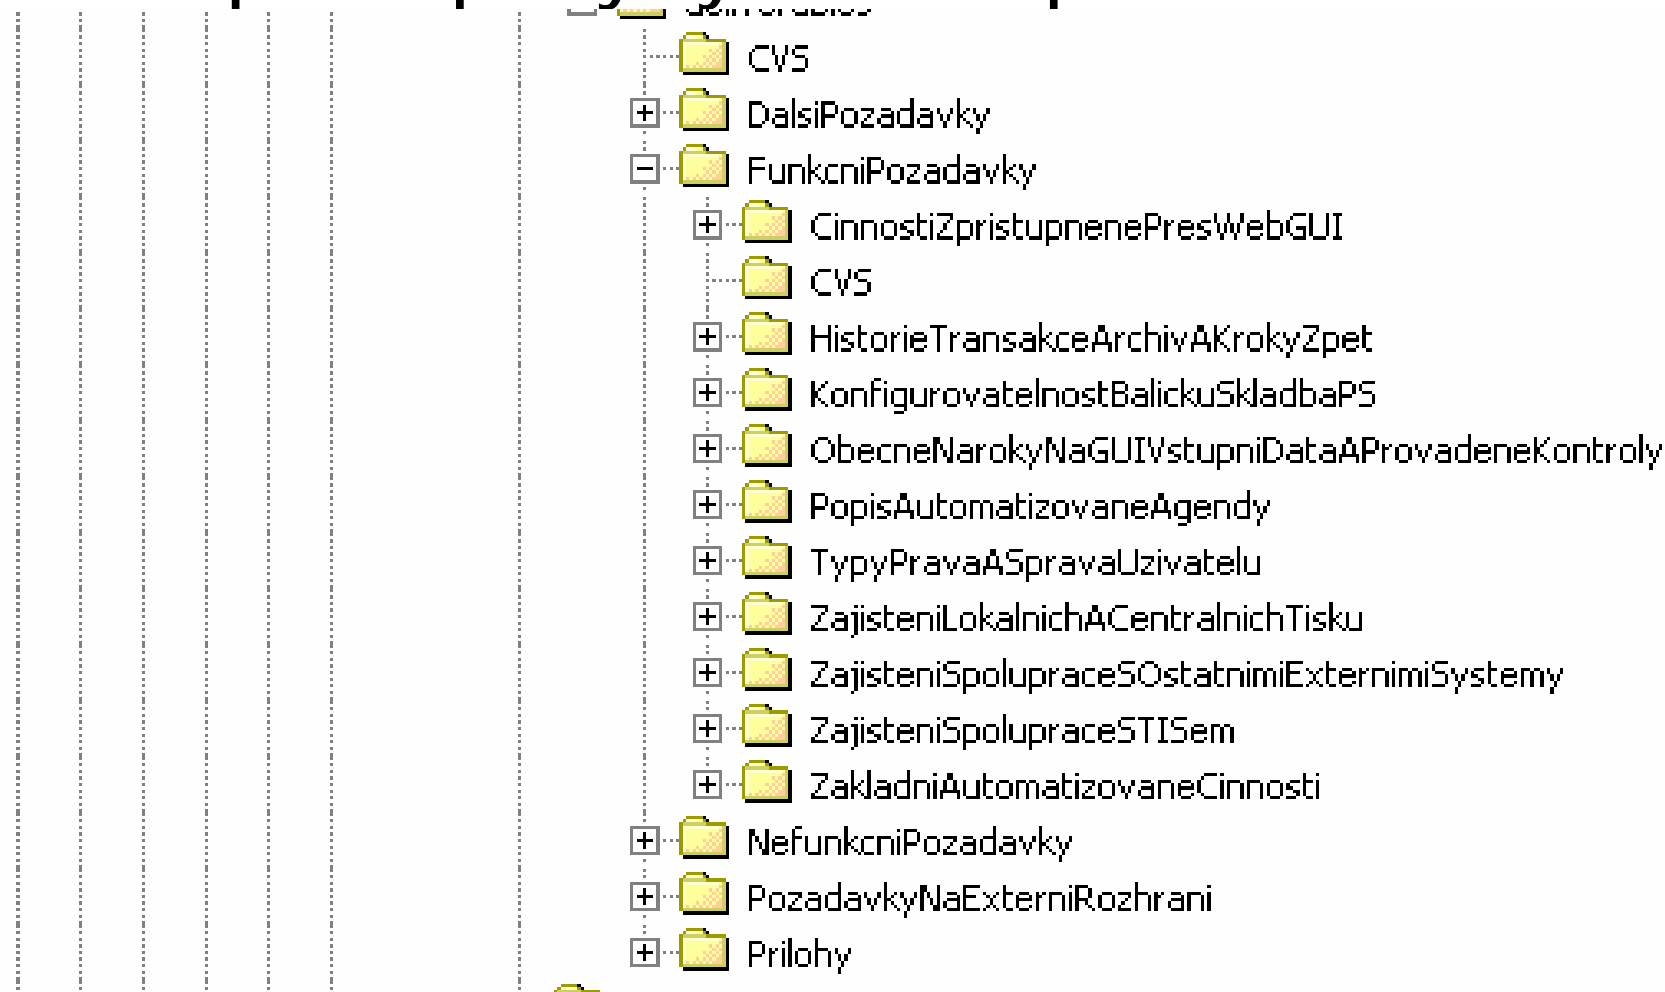 CVS
DalsiPozadavky
FunkcniPozadavky
CinnostiZpristupnenePresWebGUI
CVS
HistorieTransakceArchivAKrokyZpet
KonfigurovatelnostBalickuSkladbaPS
ObecneNarokyNaGUIVstupniDataAProvadeneKontroly
PopisAutomatizovaneAgendy
TypyPravaASpravaUzivatelu
ZajisteniLokalnichACentralnichTisku
ZajisteniSpolupraceSOstatnimiExternimiSystemy
ZajisteniSpolupraceSTISem
ZakladniAutomatizovaneCinnosti
NefunkcniPozadavky
PozadavkyNaExterniRozhrani
Prilohy